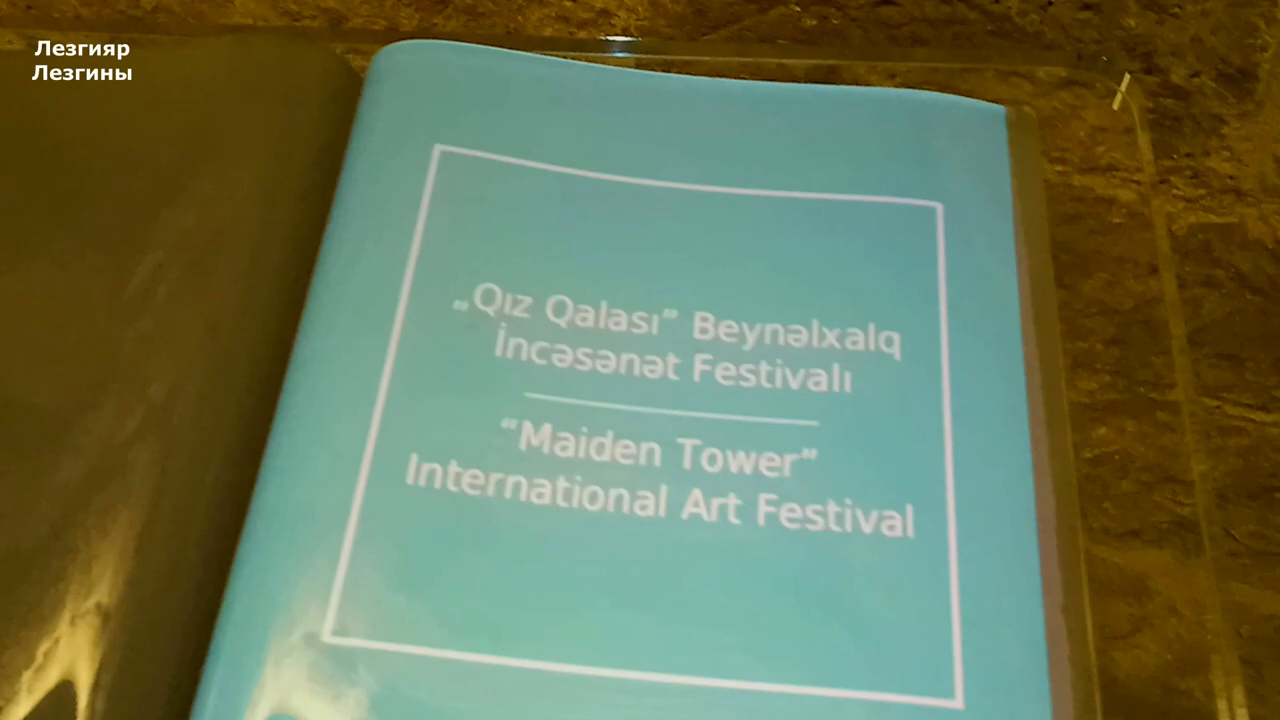 Лезгияр
Лезгины
„Qız Qalası” Beynəlxalq
İncəsənət Festivalı
“Maiden Tower”
International Art Festival